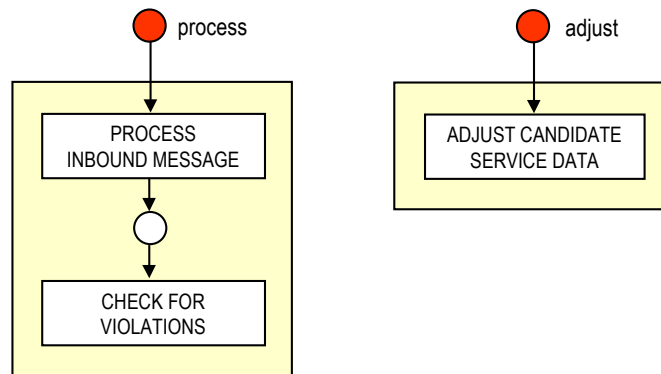 process
PROCESS
INBOUND MESSAGE
CHECK FOR
VIOLATIONS
adjust
ADJUST CANDIDATE
SERVICE DATA